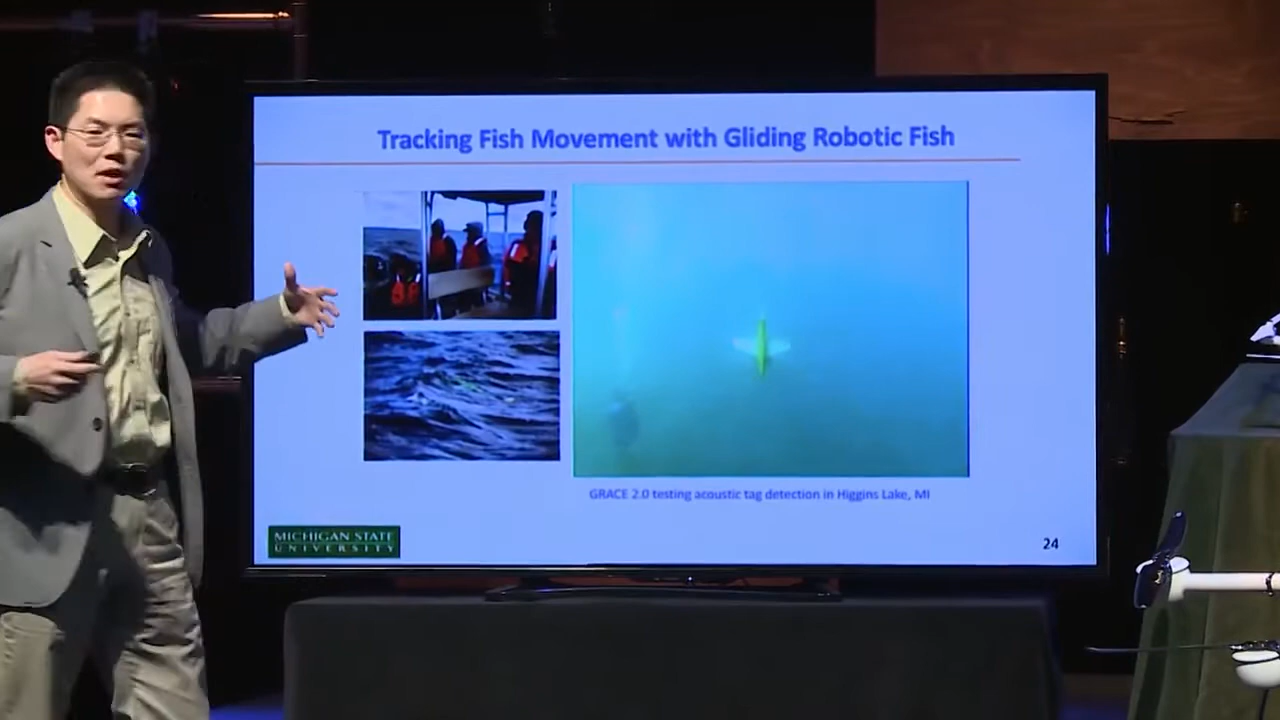 Tracking Fish Movement with Gliding Robotic Fish
GRACE 2.0 testing acoustic tag detection in Higgins Lake, MI
MICHIGAN STATE
UNIVERSITY
24